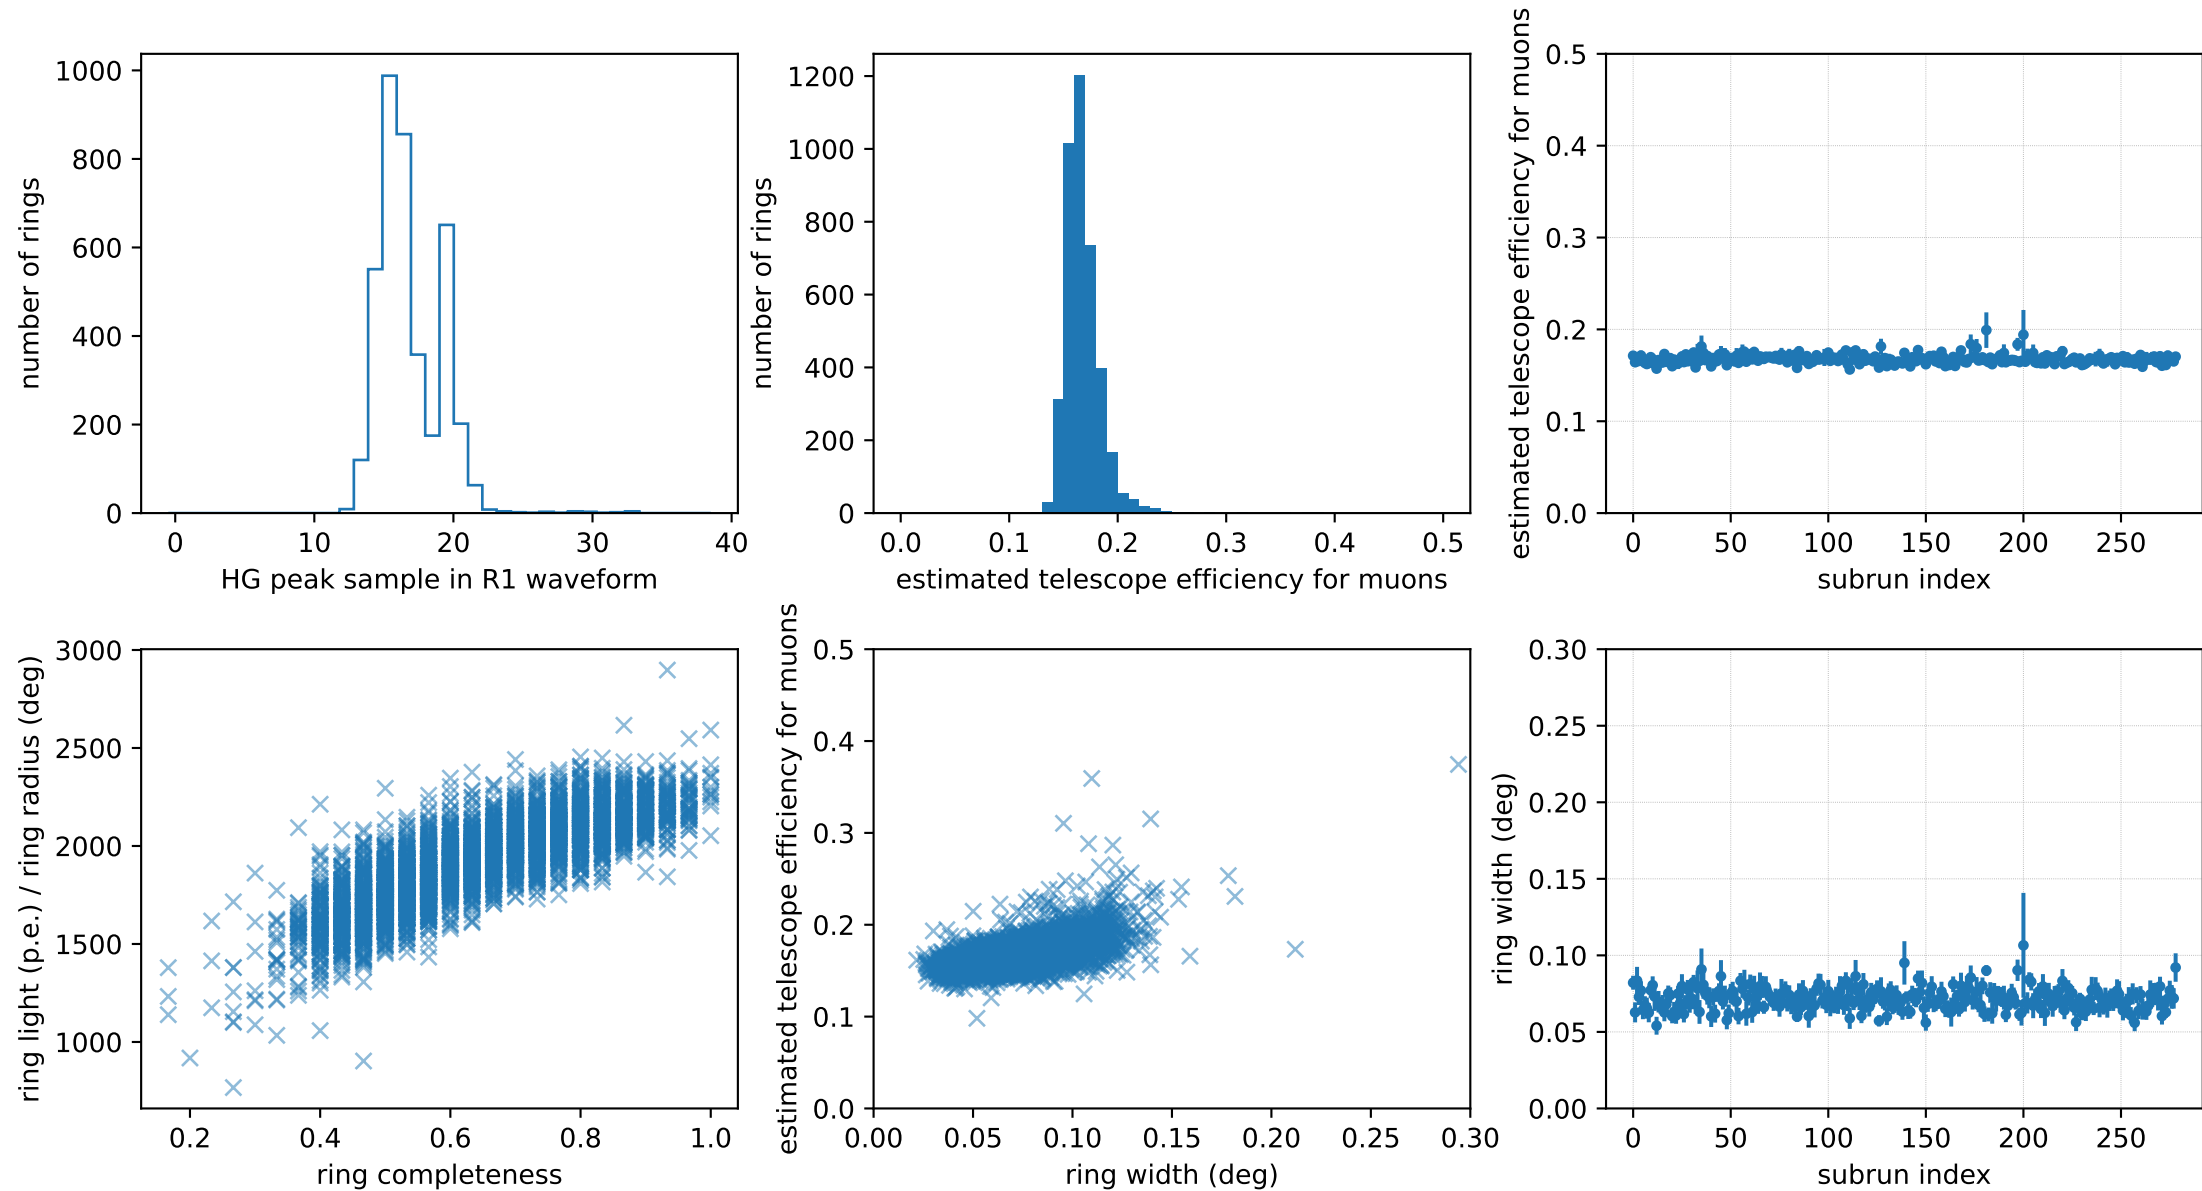 number of rings
1000
800
600
400
200
0
0 10 20 30 40
HG peak sample in R1 waveform
number of rings
1200
1000
800
600
400
200
0
0.0 0.1 0.2 0.3 0.4 0.5
estimated telescope efficiency for muons
estimated telescope efficiency for muons
0.5
0.4
0.3
0.2
0.1
0.0
0 50 100 150 200 250
subrun index
ring light (p.e.) / ring radius (deg)
3000
2500
2000
1500
1000
0.2 0.4 0.6 0.8 1.0
ring completeness
estimated telescope efficiency for muons
0.5
0.4
0.3
0.2
0.1
0.0
0.00 0.05 0.10 0.15 0.20 0.25 0.30
ring width (deg)
ring width (deg)
0.30
0.25
0.20
0.15
0.10
0.05
0.00
0 50 100 150 200 250
subrun index